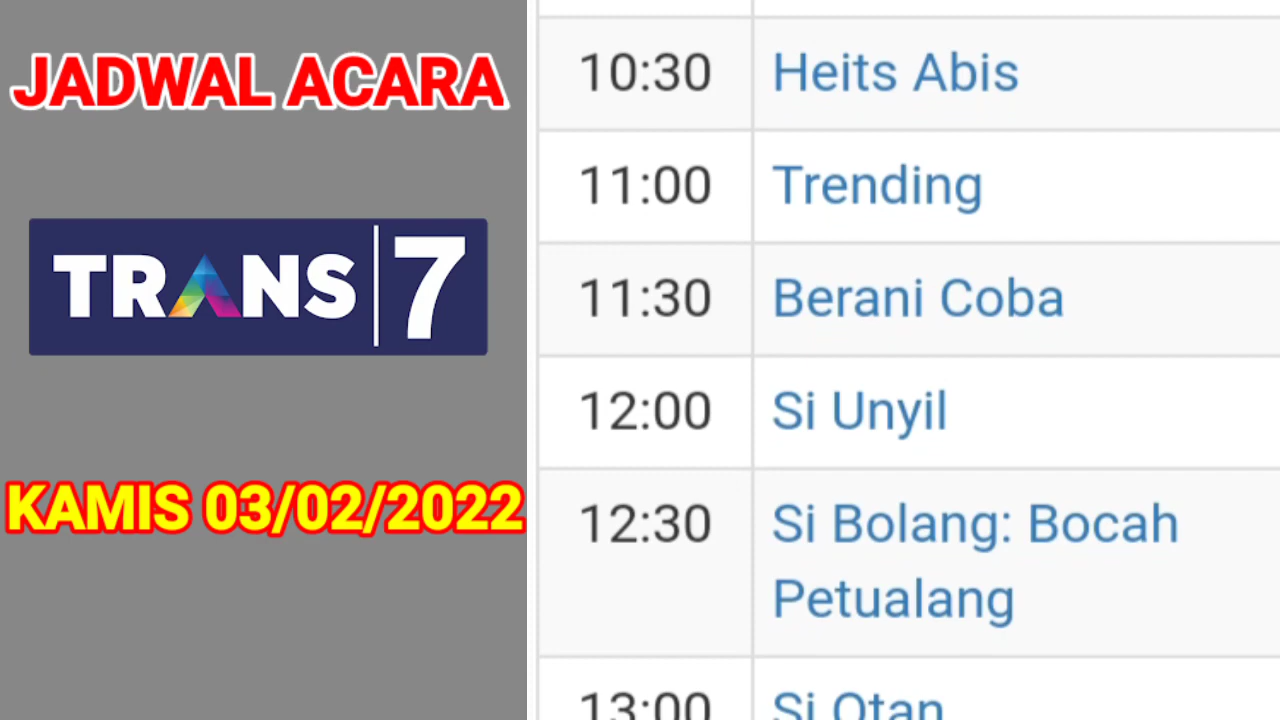 JADWAL ACARA
TRANS|7
KAMIS 03/02/2022
10:30 Heits Abis
11:00 Trending
11:30 Berani Coba
12:00 Si Unyil
12:30 Si Bolang: Bocah
Petualang
13:00 Si Otan